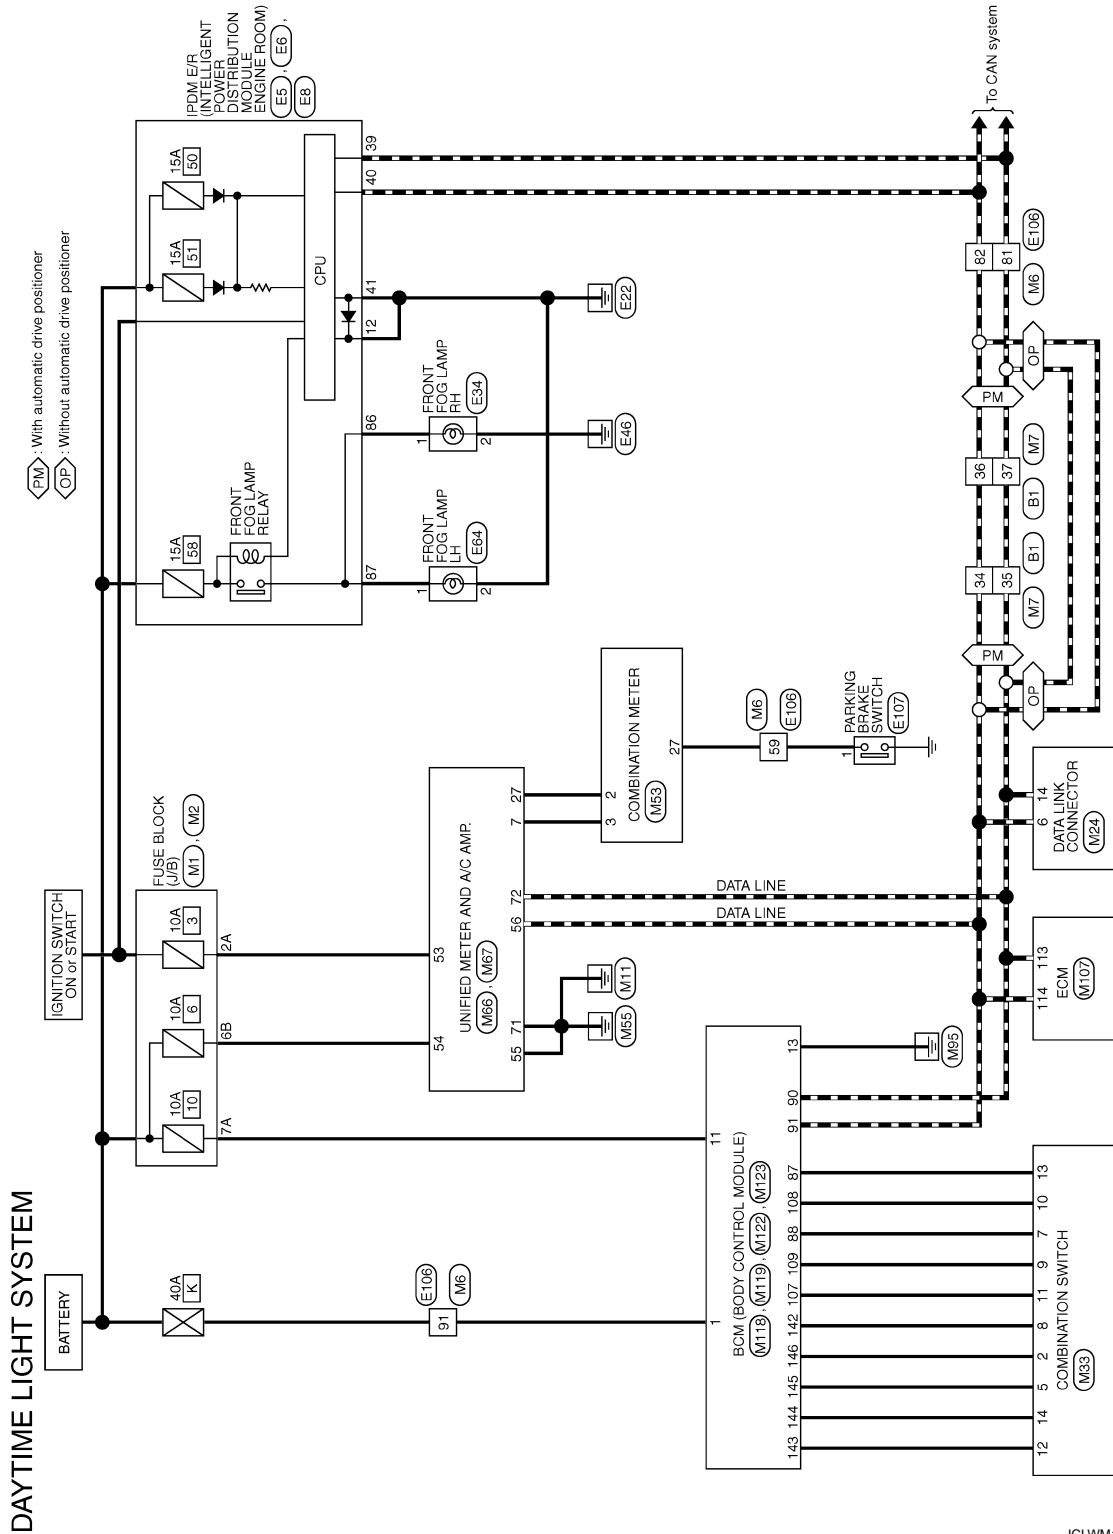 DAYTIME LIGHT SYSTEM
PM : With automatic drive positioner
OP : Without automatic drive positioner
BATTERY
IGNITION SWITCH
ON or START
40A
K
FUSE BLOCK
(J/B)
M1 , M2
10A
10
10A
6
10A
3
7A
6B
2A
IPDM E/R
(INTELLIGENT
POWER
DISTRIBUTION
MODULE
ENGINE ROOM)
E5 , E6 ,
E8
15A
58
15A
51
15A
50
FRONT
FOG LAMP
RELAY
CPU
87
86
12
41
40
39
E106
M6
91
54
53
UNIFIED METER AND A/C AMP.
M66 , M67
55
71
56
72
7
27
1
FRONT
FOG LAMP
LH
E64
2
1
FRONT
FOG LAMP
RH
E34
2
E46
E22
M55
M11
3
2
COMBINATION METER
M53
27
M6
E106
59
1
PARKING
BRAKE
SWITCH
E107
DATA LINE
DATA LINE
1
11
BCM (BODY CONTROL MODULE)
M118 , M119 , M122 , M123
143
144
145
146
142
107
109
88
108
87
91
90
13
M95
12
14
5
2
8
11
9
7
10
13
COMBINATION SWITCH
M33
114
113
ECM
M107
6
14
DATA LINK
CONNECTOR
M24
PM
OP
34
35
M7
B1
36
37
B1
M7
PM
OP
82
81
M6
E106
To CAN system